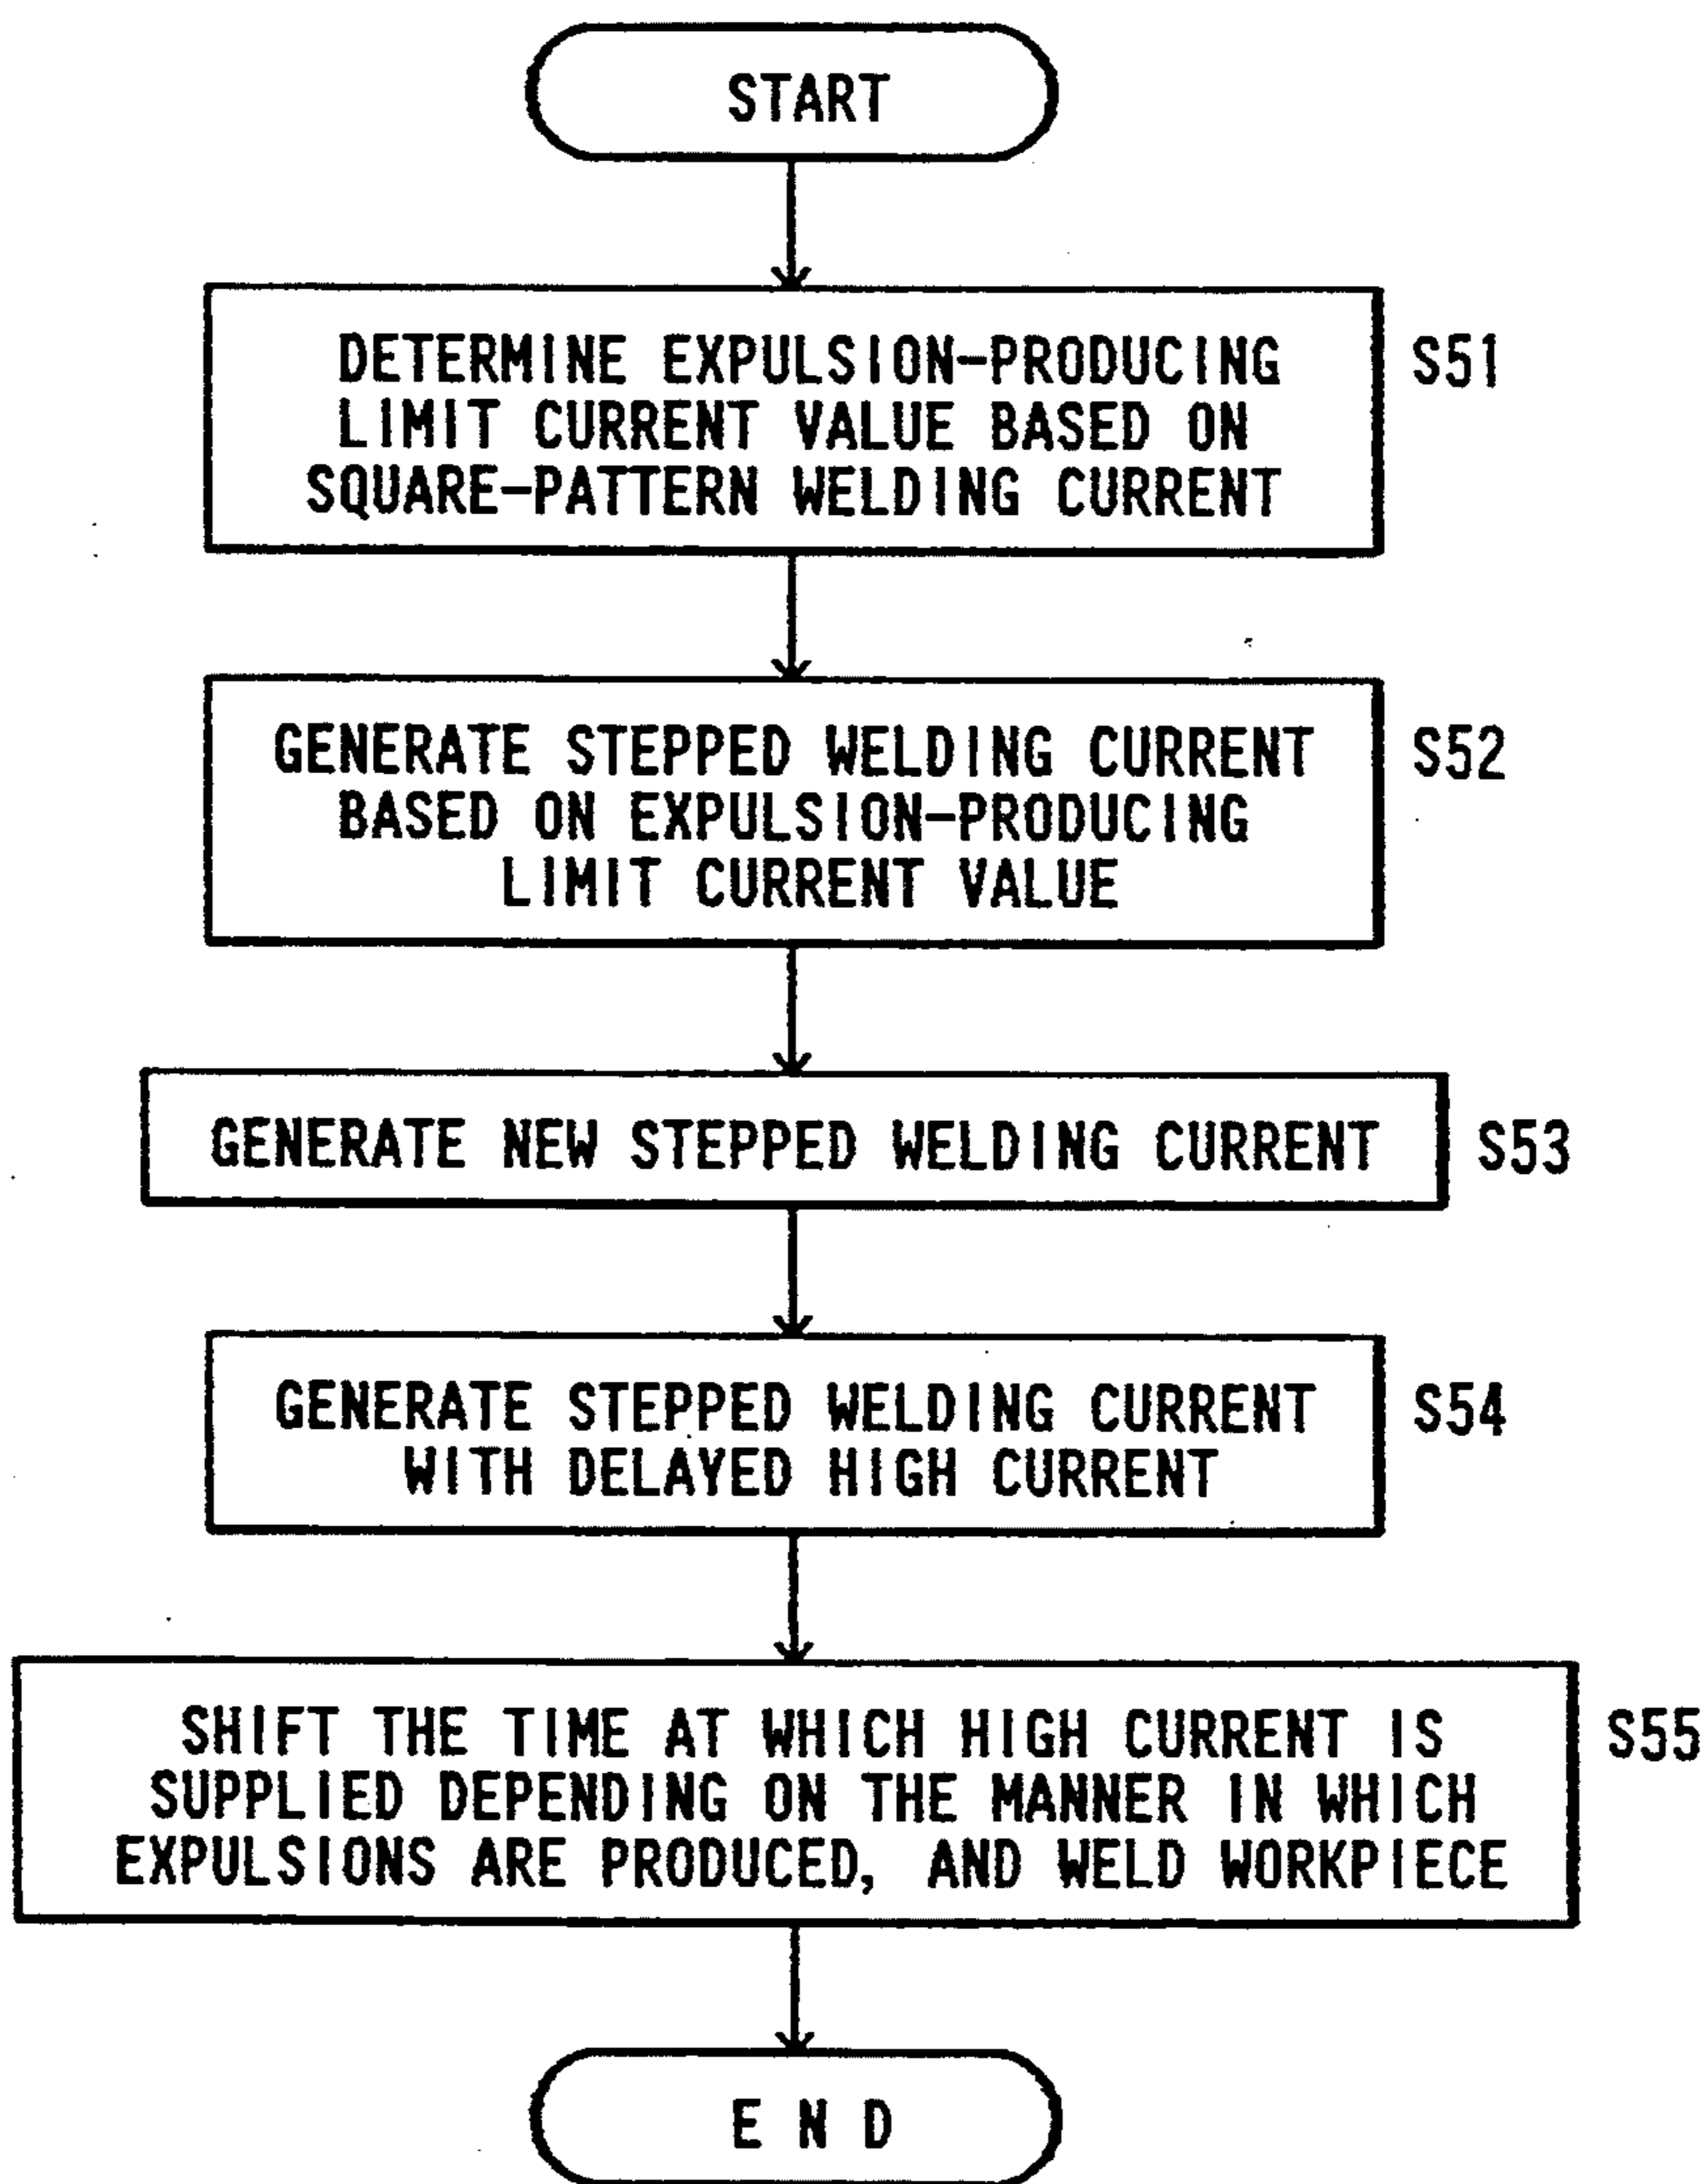 START
DETERMINE EXPULSION-PRODUCING
LIMIT CURRENT VALUE BASED ON
SQUARE-PATTERN WELDING CURRENT
S51
GENERATE STEPPED WELDING CURRENT
BASED ON EXPULSION-PRODUCING
LIMIT CURRENT VALUE
S52
GENERATE NEW STEPPED WELDING CURRENT
S53
GENERATE STEPPED WELDING CURRENT
WITH DELAYED HIGH CURRENT
S54
SHIFT THE TIME AT WHICH HIGH CURRENT IS
SUPPLIED DEPENDING ON THE MANNER IN WHICH
EXPULSIONS ARE PRODUCED, AND WELD WORKPIECE
S55
END